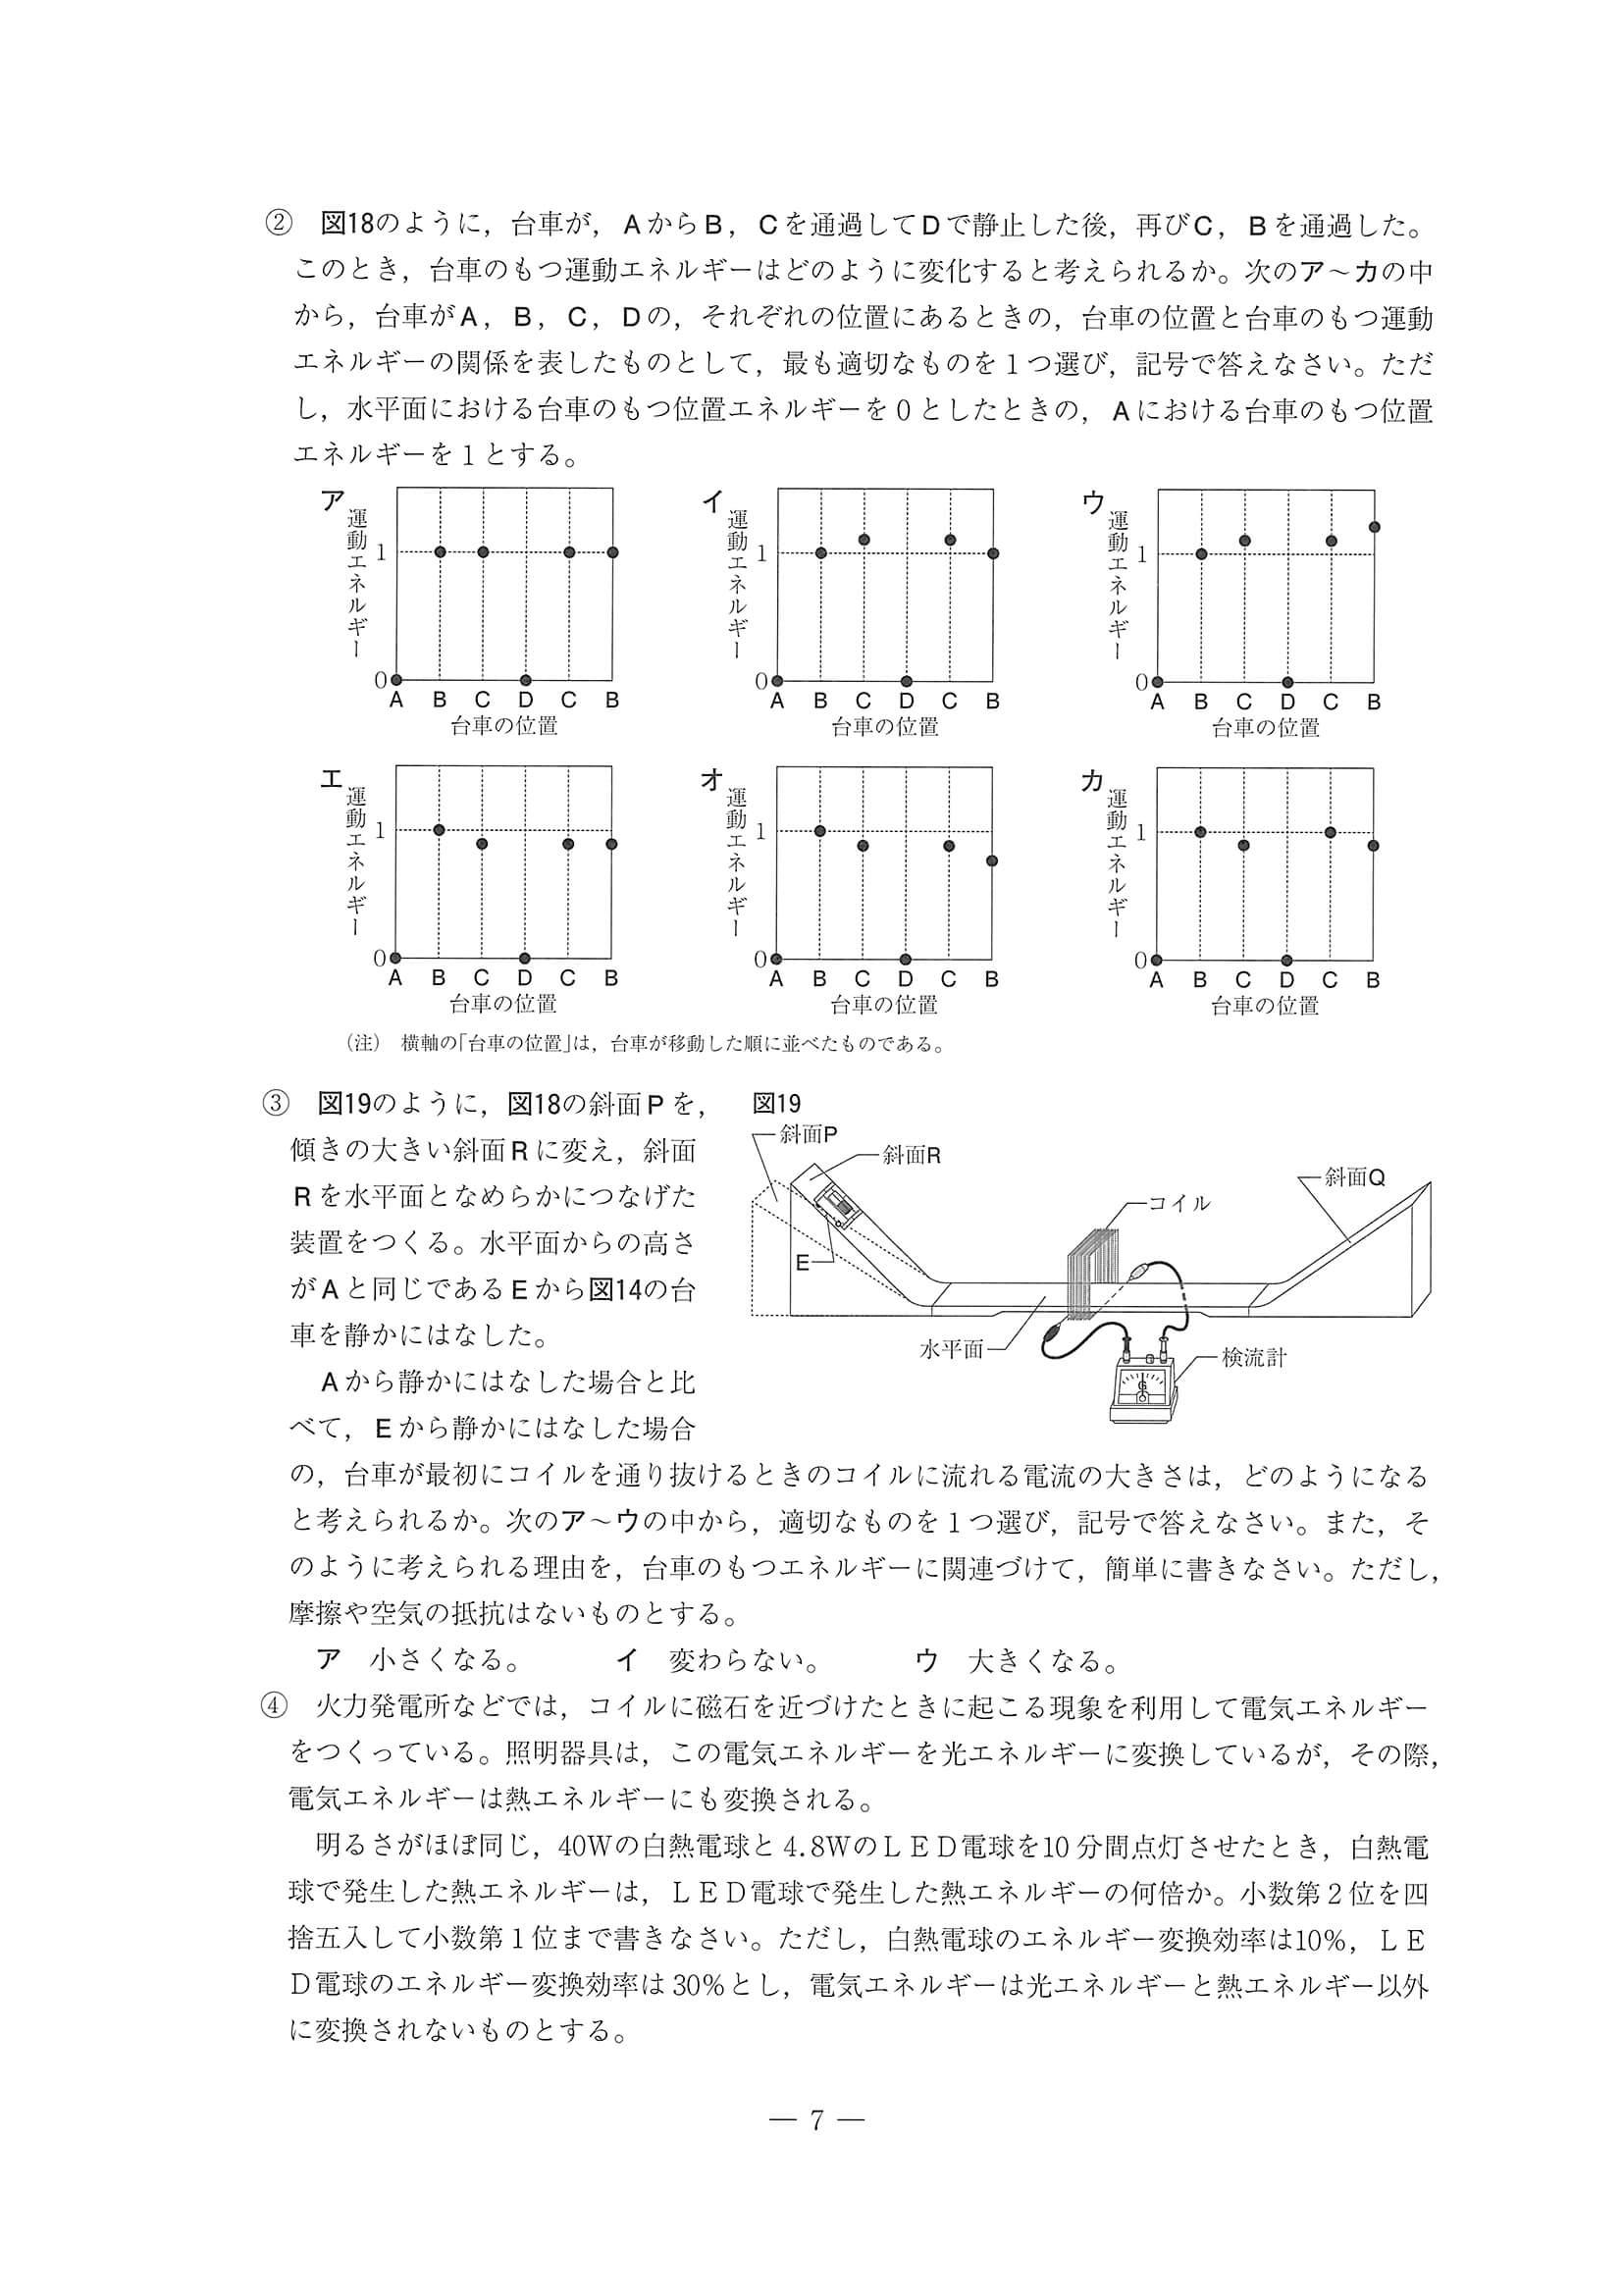 ② 図18のように，台車が，AからB，Cを通過してDで静止した後，再びC，Bを通過した。
このとき，台車のもつ運動エネルギーはどのように変化すると考えられるか。次のア～カの中
から，台車がA，B，C，Dの，それぞれの位置にあるときの，台車の位置と台車のもつ運動
エネルギーの関係を表したものとして，最も適切なものを1つ選び，記号で答えなさい。ただ
し，水平面における台車のもつ位置エネルギーを0としたときの，Aにおける台車のもつ位置
エネルギーを1とする。
ア
運動エネルギー
1
0
A B C D C B
台車の位置
イ
運動エネルギー
1
0
A B C D C B
台車の位置
ウ
運動エネルギー
1
0
A B C D C B
台車の位置
エ
運動エネルギー
1
0
A B C D C B
台車の位置
オ
運動エネルギー
1
0
A B C D C B
台車の位置
カ
運動エネルギー
1
0
A B C D C B
台車の位置
（注） 横軸の「台車の位置」は，台車が移動した順に並べたものである。
③ 図19のように，図18の斜面Pを，
傾きの大きい斜面Rに変え，斜面
Rを水平面となめらかにつなげた
装置をつくる。水平面からの高さ
がAと同じであるEから図14の台
車を静かにはなした。
Aから静かにはなした場合と比
べて，Eから静かにはなした場合
図19
斜面P
斜面R
斜面Q
コイル
E
水平面
検流計
G
の，台車が最初にコイルを通り抜けるときのコイルに流れる電流の大きさは，どのようになる
と考えられるか。次のア～ウの中から，適切なものを1つ選び，記号で答えなさい。また，そ
のように考えられる理由を，台車のもつエネルギーに関連づけて，簡単に書きなさい。ただし，
摩擦や空気の抵抗はないものとする。
ア 小さくなる。 イ 変わらない。 ウ 大きくなる。
④ 火力発電所などでは，コイルに磁石を近づけたときに起こる現象を利用して電気エネルギー
をつくっている。照明器具は，この電気エネルギーを光エネルギーに変換しているが，その際，
電気エネルギーは熱エネルギーにも変換される。
明るさがほぼ同じ，40Wの白熱電球と4.8WのLED電球を10分間点灯させたとき，白熱電
球で発生した熱エネルギーは，LED電球で発生した熱エネルギーの何倍か。小数第2位を四
捨五入して小数第1位まで書きなさい。ただし，白熱電球のエネルギー変換効率は10％，LE
D電球のエネルギー変換効率は30％とし，電気エネルギーは光エネルギーと熱エネルギー以外
に変換されないものとする。
— 7 —